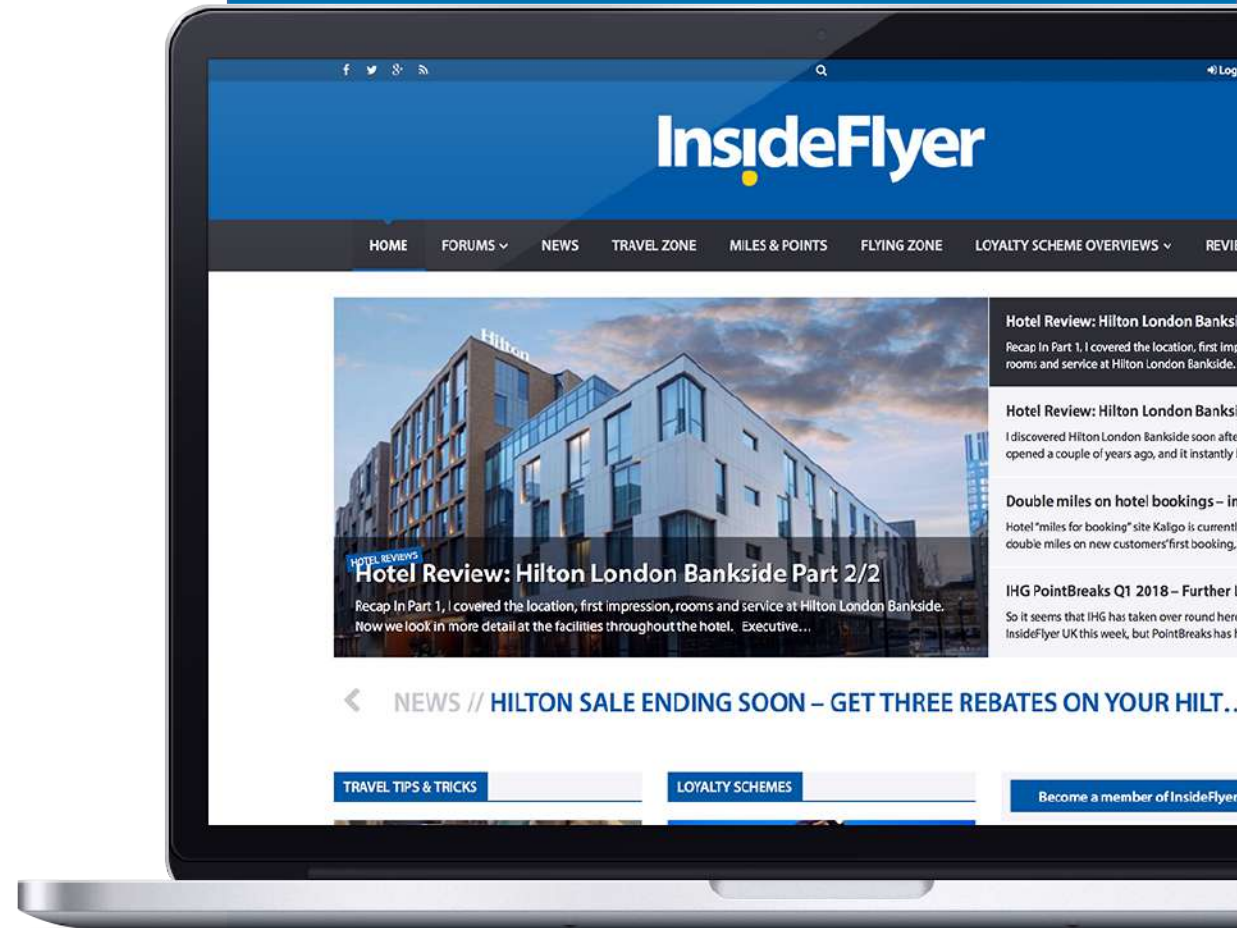 Log
InsideFlyer
HOME FORUMS NEWS TRAVEL ZONE MILES & POINTS FLYING ZONE LOYALTY SCHEME OVERVIEWS REVIE
Hilton
HOTEL REVIEWS
Hotel Review: Hilton London Bankside Part 2/2
Recap In Part 1, I covered the location, first impression, rooms and service at Hilton London Bankside.
Now we look in more detail at the facilities throughout the hotel. Executive…
Hotel Review: Hilton London Banksi
Recap In Part 1, I covered the location, first imp
rooms and service at Hilton London Bankside.
Hotel Review: Hilton London Banksi
I discovered Hilton London Bankside soon afte
opened a couple of years ago, and it instantly
Double miles on hotel bookings – in
Hotel “miles for booking” site Kaligo is current
double miles on new customers’ first booking,
IHG PointBreaks Q1 2018 – Further
So it seems that IHG has taken over round here
InsideFlyer UK this week, but PointBreaks has
NEWS // HILTON SALE ENDING SOON – GET THREE REBATES ON YOUR HILT…
TRAVEL TIPS & TRICKS
LOYALTY SCHEMES
Become a member of InsideFlyer